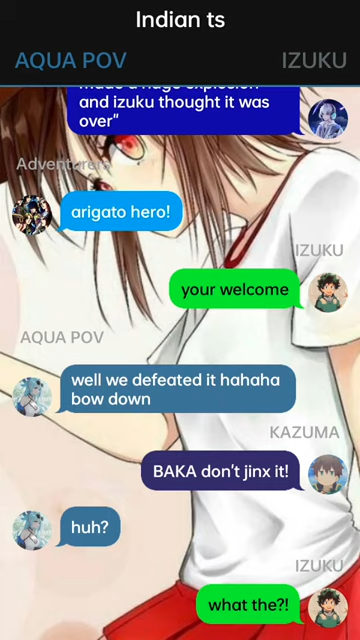 Indian ts
AQUA POV
IZUKU
and izuku thought it was
over"
Adventurers
arigato hero!
IZUKU
your welcome
AQUA POV
well we defeated it hahaha
bow down
KAZUMA
BAKA don't jinx it!
huh?
IZUKU
what the?!